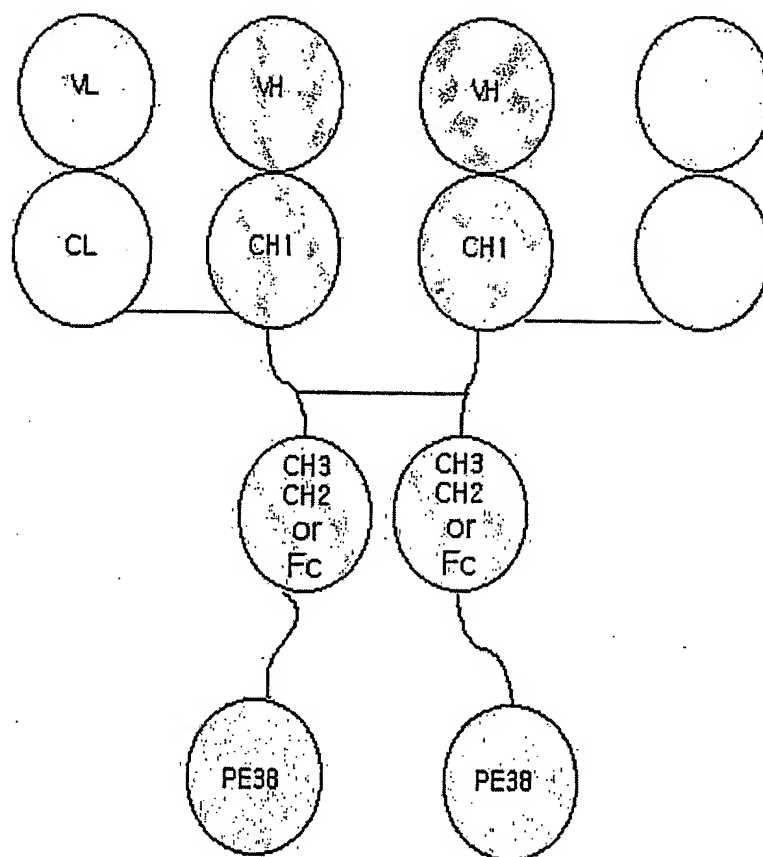 VL VH VH
CL CH1 CH1
CH3 CH3
CH2 CH2
or or
Fc Fc
PE38 PE38